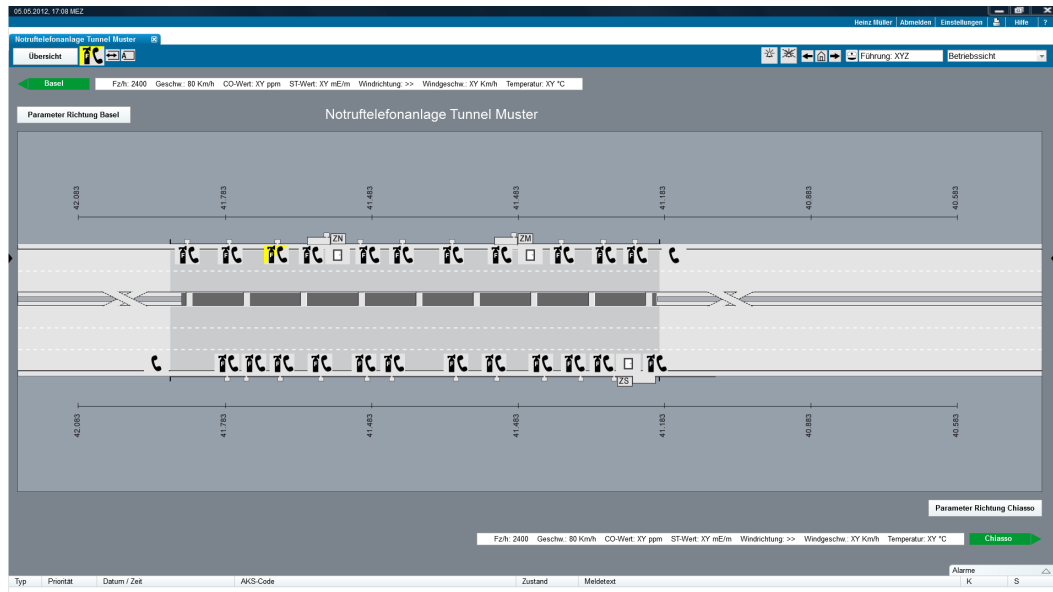 05.05.2012, 17:08 MEZ
Heinz Müller Abmelden Einstellungen Hilfe ?
Notruftelefonanlage Tunnel Muster
Übersicht F A Führung: XYZ Betriebssicht
Basel Fz/h: 2400 Geschw.: 80 Km/h CO-Wert: XY ppm ST-Wert: XY mE/m Windrichtung: >> Windgeschw.: XY Km/h Temperatur: XY °C
Parameter Richtung Basel Notruftelefonanlage Tunnel Muster
42.083 41.783 41.483 41.483 41.183 40.883 40.583
ZN ZM
F F F F F F F F F F F
F F F F F F F F F F F F
ZS
42.083 41.783 41.483 41.483 41.183 40.883 40.583
Parameter Richtung Chiasso
Fz/h: 2400 Geschw.: 80 Km/h CO-Wert: XY ppm ST-Wert: XY mE/m Windrichtung: >> Windgeschw.: XY Km/h Temperatur: XY °C Chiasso
Alarme
Typ Priorität Datum / Zeit AKS-Code Zustand Meldetext K S